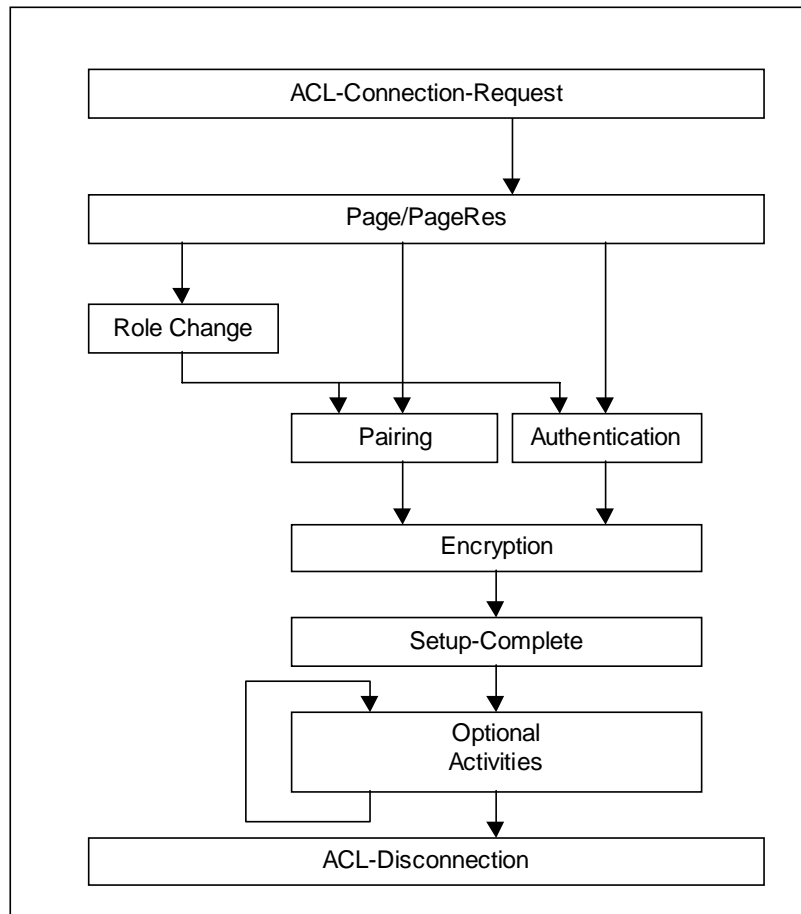 ACL-Connection-Request
Page/PageRes
Role Change
Pairing
Authentication
Encryption
Setup-Complete
Optional
Activities
ACL-Disconnection